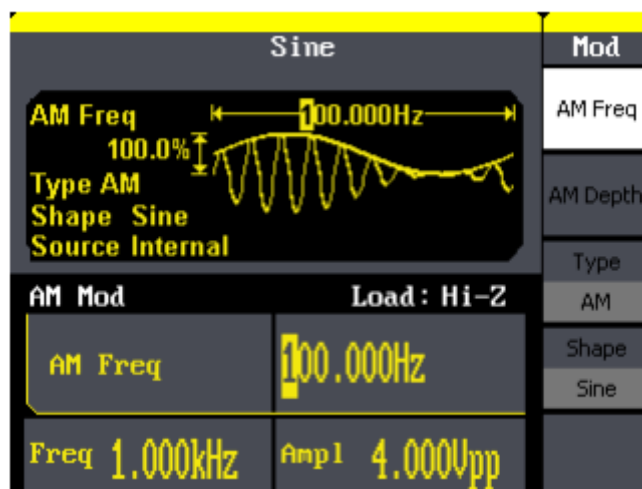 Sine
Mod
AM Freq
100.000Hz
100.0%
Type AM
Shape Sine
Source Internal
AM Mod
Load: Hi-Z
AM Freq
100.000Hz
Freq 1.000kHz
Ampl 4.000Vpp
AM Freq
AM Depth
Type
AM
Shape
Sine